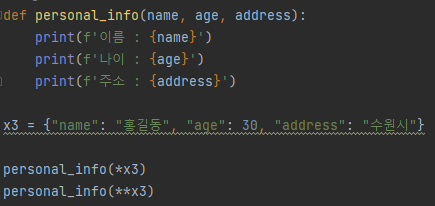 def personal_info(name, age, address):
    print(f'이름 : {name}')
    print(f'나이 : {age}')
    print(f'주소 : {address}')
x3 = {"name": "홍길동", "age": 30, "address": "수원시"}
personal_info(*x3)
personal_info(**x3)